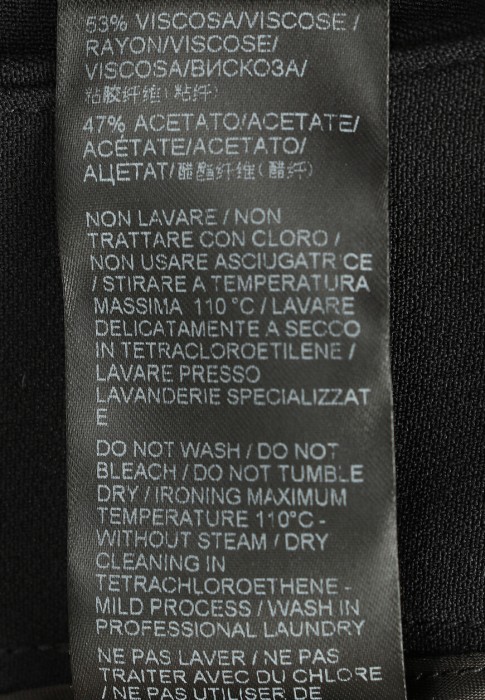 53% VISCOSA/VISCOSE /
RAYON/VISCOSE/
VISCOSA/ВИСКОЗА/
粘胶纤维(粘纤)
47% ACETATO/ACETATE/
ACÉTATE/ACETATO/
АЦЕТАТ/醋酯纤维(醋纤)
NON LAVARE / NON
TRATTARE CON CLORO /
NON USARE ASCIUGATRICE
/ STIRARE A TEMPERATURA
MASSIMA 110 °C / LAVARE
DELICATAMENTE A SECCO
IN TETRACLOROETILENE /
LAVARE PRESSO
LAVANDERIE SPECIALIZZAT
E
DO NOT WASH / DO NOT
BLEACH / DO NOT TUMBLE
DRY / IRONING MAXIMUM
TEMPERATURE 110°C -
WITHOUT STEAM / DRY
CLEANING IN
TETRACHLOROETHENE -
MILD PROCESS / WASH IN
PROFESSIONAL LAUNDRY
NE PAS LAVER / NE PAS
TRAITER AVEC DU CHLORE
/ NE PAS UTILISER DE